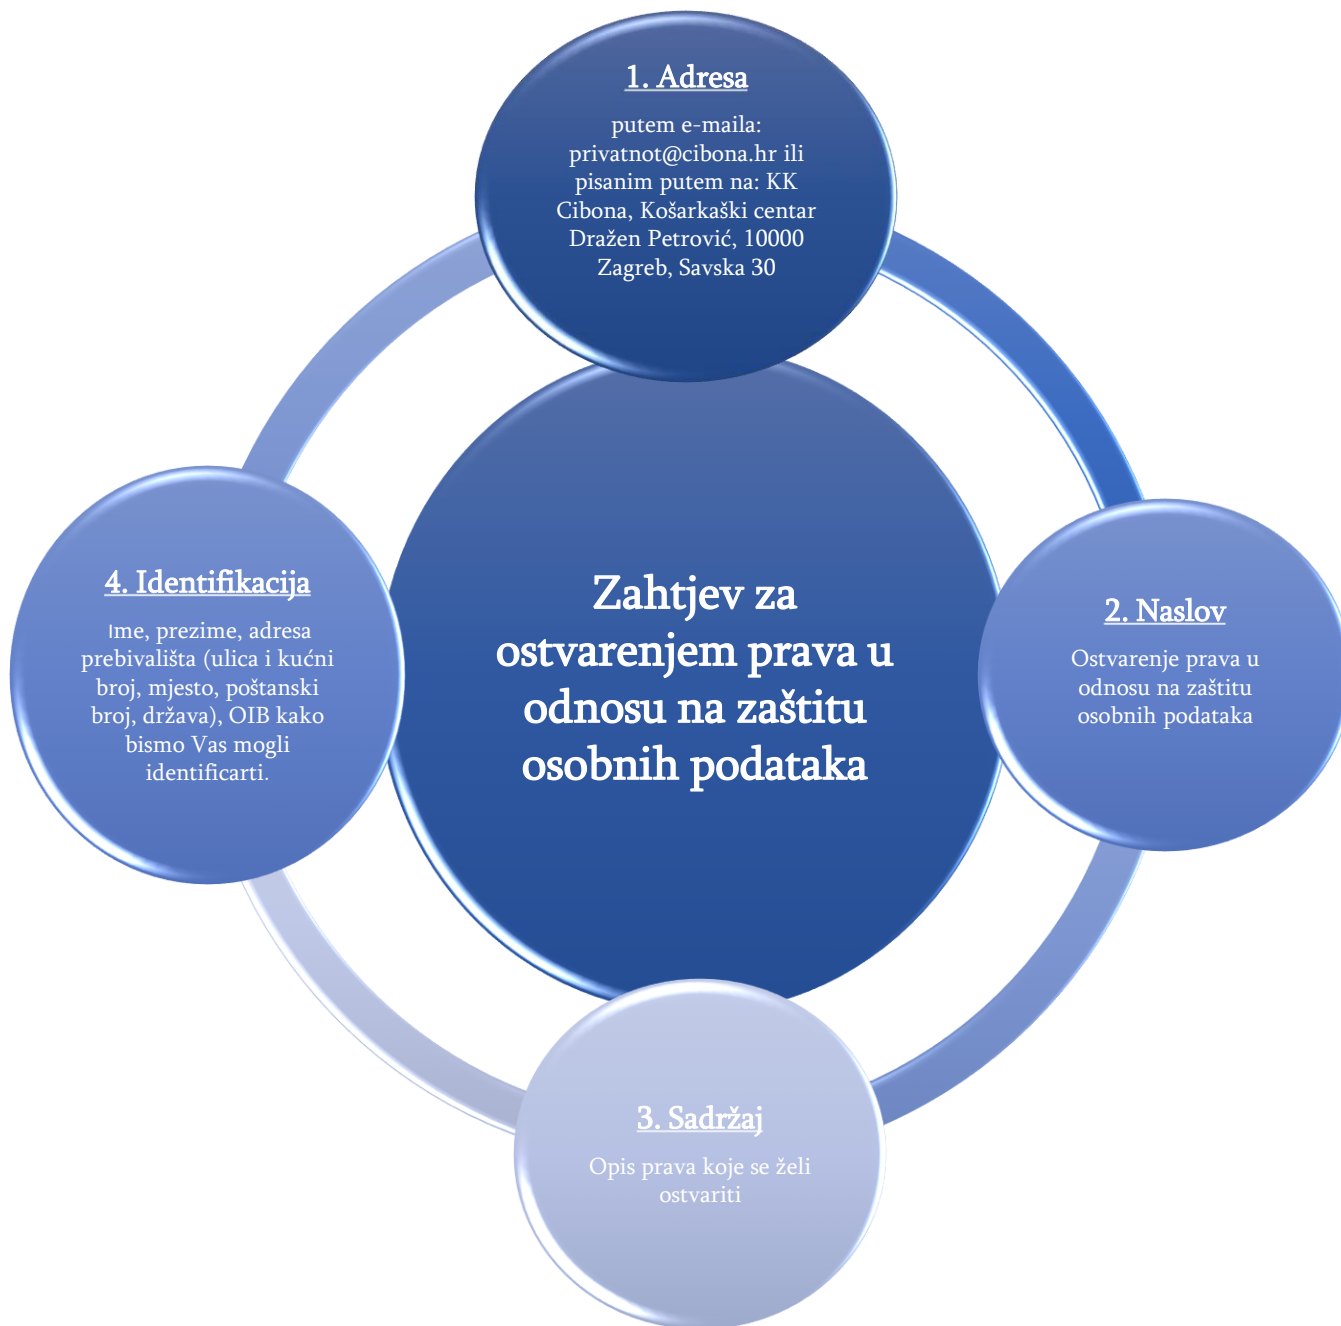 1. Adresa
putem e-maila:
privatnot@cibona.hr ili
pisanim putem na: KK
Cibona, Košarkaški centar
Dražen Petrović, 10000
Zagreb, Savska 30
Zahtjev za
ostvarenjem prava u
odnosu na zaštitu
osobnih podataka
2. Naslov
Ostvarenje prava u
odnosu na zaštitu
osobnih podataka
3. Sadržaj
Opis prava koje se želi
ostvariti
4. Identifikacija
Ime, prezime, adresa
prebivališta (ulica i kućni
broj, mjesto, poštanski
broj, država), OIB kako
bismo Vas mogli
identificarti.